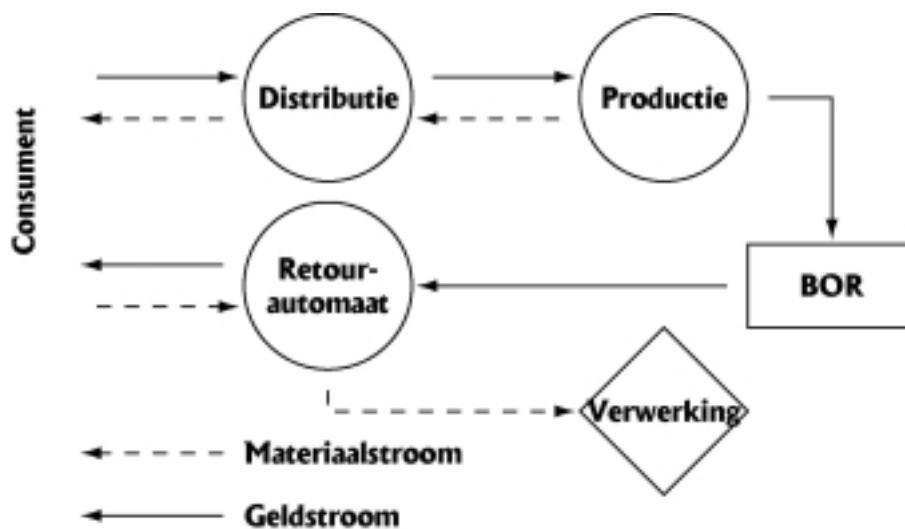 Consument
Distributie
Productie
Retour-
automaat
BOR
Verwerking
Materiaalstroom
Geldstroom